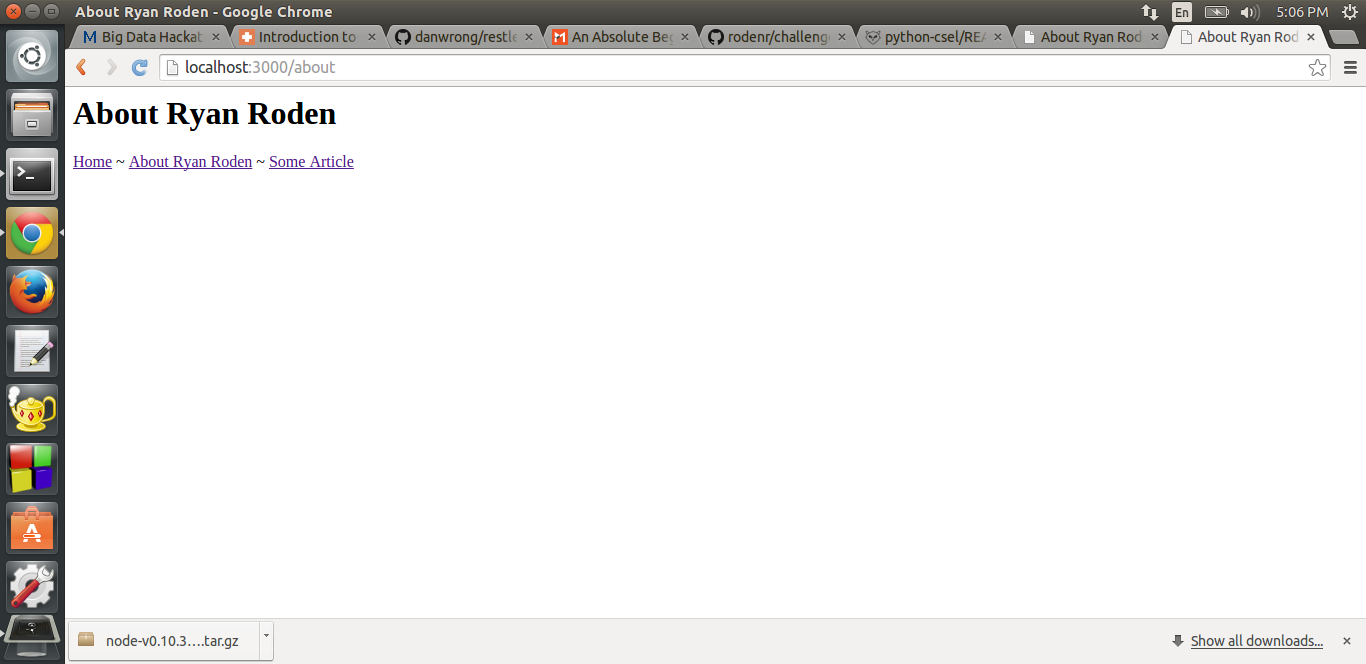 About Ryan Roden - Google Chrome
En
5:06 PM
Big Data Hackat
Introduction to
danwrong/restle
An Absolute Beg
rodenr/challenge
python-csel/REA
About Ryan Rod
About Ryan Rod
localhost:3000/about
About Ryan Roden
Home ~ About Ryan Roden ~ Some Article
node-v0.10.3....tar.gz
Show all downloads...